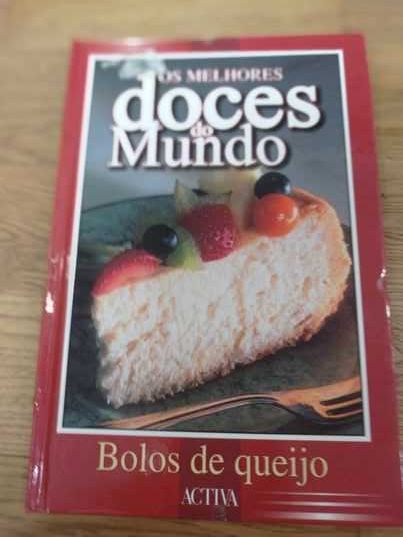 OS MELHORES
doces
do
Mundo
Bolos de queijo
ACTIVA